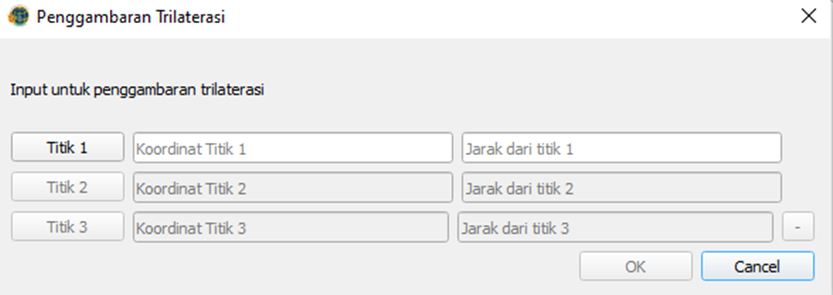 Penggambaran Trilaterasi
Input untuk penggambaran trilaterasi
Titik 1 Koordinat Titik 1 Jarak dari titik 1
Titik 2 Koordinat Titik 2 Jarak dari titik 2
Titik 3 Koordinat Titik 3 Jarak dari titik 3 -
OK Cancel